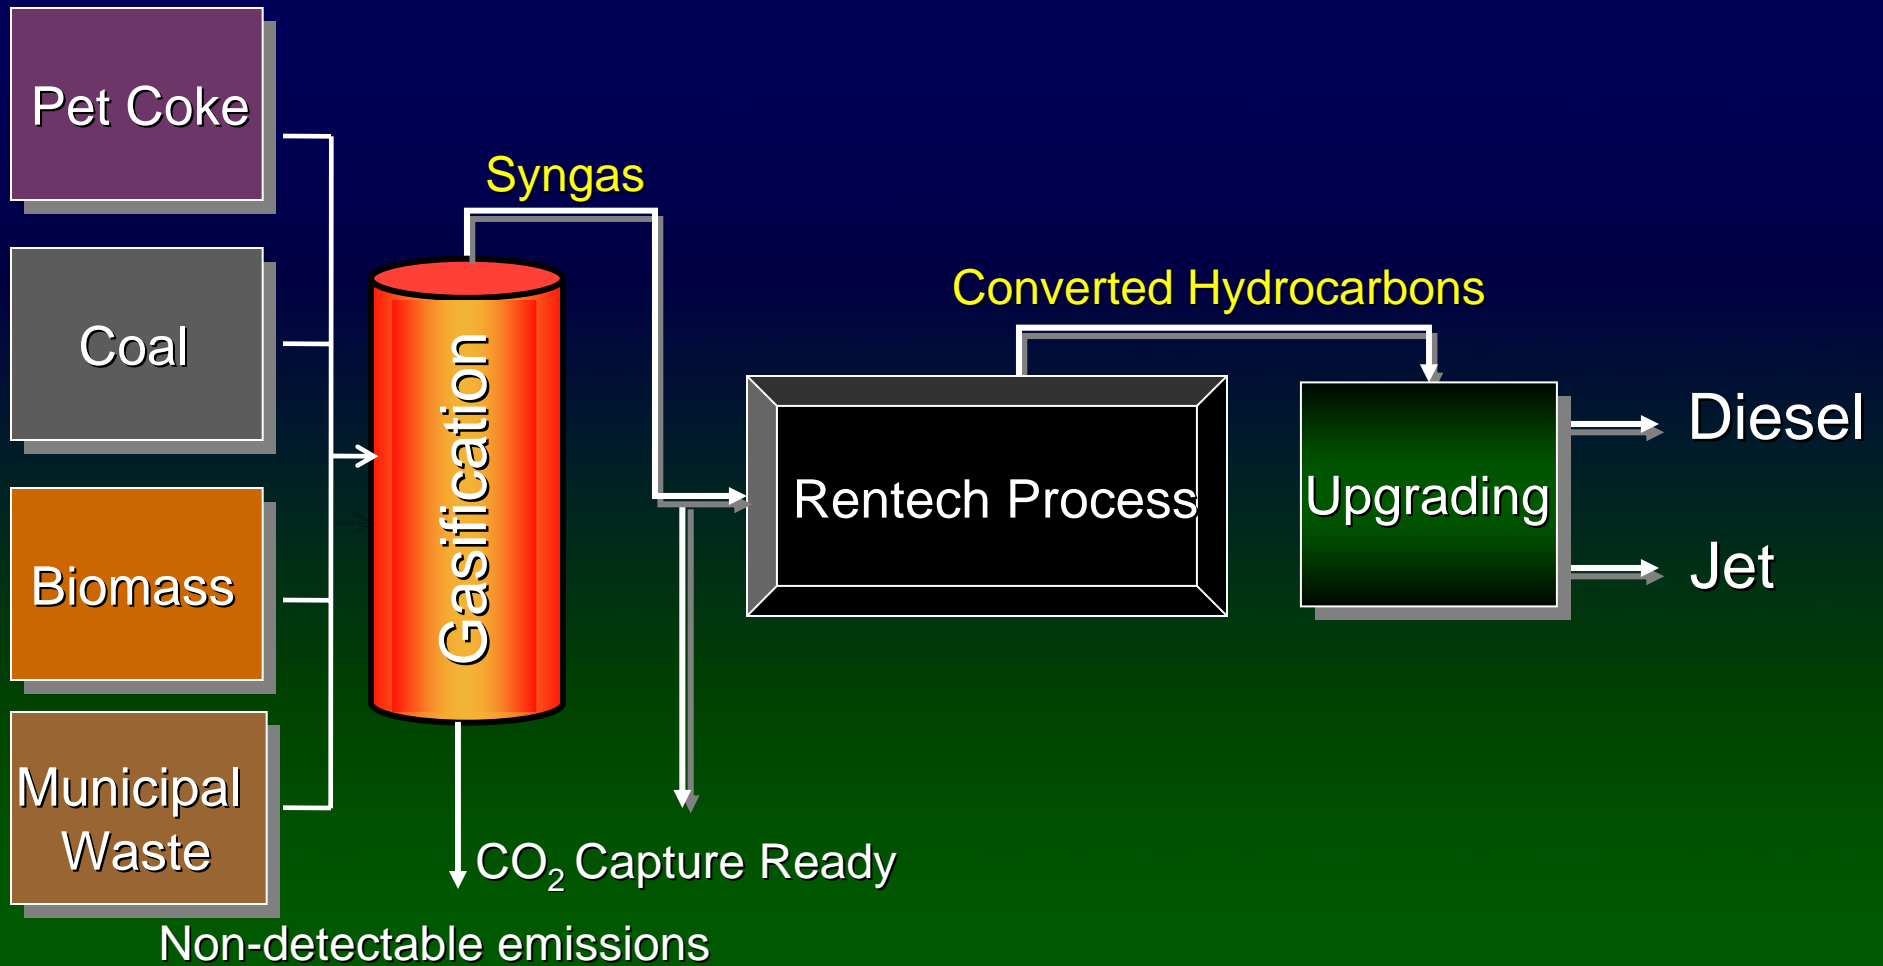 Pet Coke
Coal
Biomass
Municipal
Waste
Gasification
Syngas
Rentech Process
Converted Hydrocarbons
Upgrading
Diesel
Jet
CO₂ Capture Ready
Non-detectable emissions